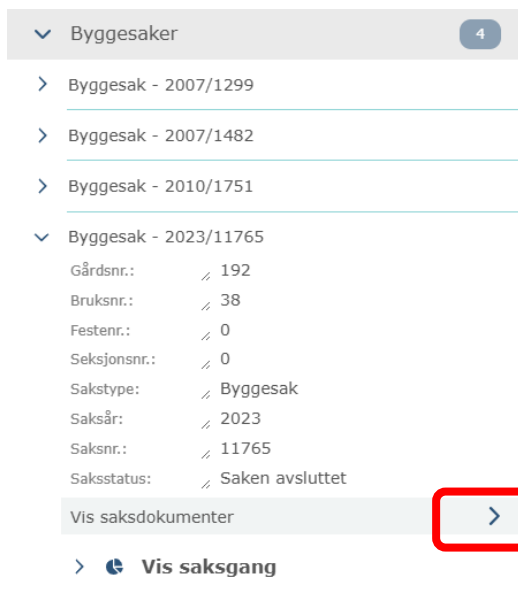 Byggesaker 4
Byggesak - 2007/1299
Byggesak - 2007/1482
Byggesak - 2010/1751
Byggesak - 2023/11765
Gårdsnr.: 192
Bruksnr.: 38
Festenr.: 0
Seksjonsnr.: 0
Sakstype: Byggesak
Saksår: 2023
Saksnr.: 11765
Saksstatus: Saken avsluttet
Vis saksdokumenter
Vis saksgang